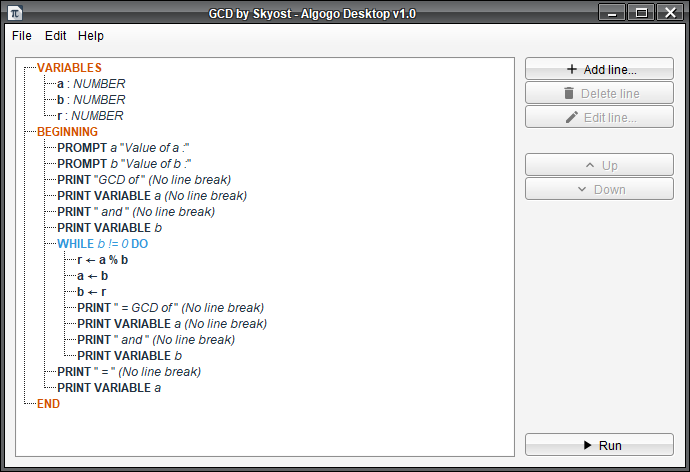 GCD by Skyost - Algogo Desktop v1.0
File Edit Help
VARIABLES
a : NUMBER
b : NUMBER
r : NUMBER
BEGINNING
PROMPT a "Value of a :"
PROMPT b "Value of b :"
PRINT "GCD of " (No line break)
PRINT VARIABLE a (No line break)
PRINT " and " (No line break)
PRINT VARIABLE b
WHILE b != 0 DO
r ← a % b
a ← b
b ← r
PRINT " = GCD of " (No line break)
PRINT VARIABLE a (No line break)
PRINT " and " (No line break)
PRINT VARIABLE b
PRINT " = " (No line break)
PRINT VARIABLE a
END
Add line...
Delete line
Edit line...
Up
Down
Run